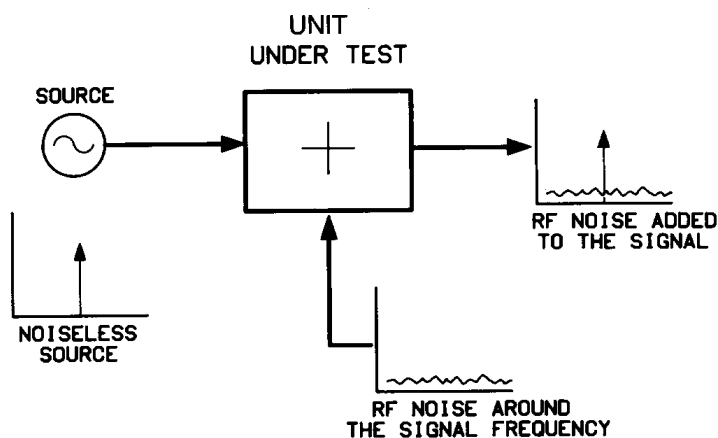 UNIT
UNDER TEST
SOURCE
RF NOISE ADDED
TO THE SIGNAL
NOISELESS
SOURCE
RF NOISE AROUND
THE SIGNAL FREQUENCY